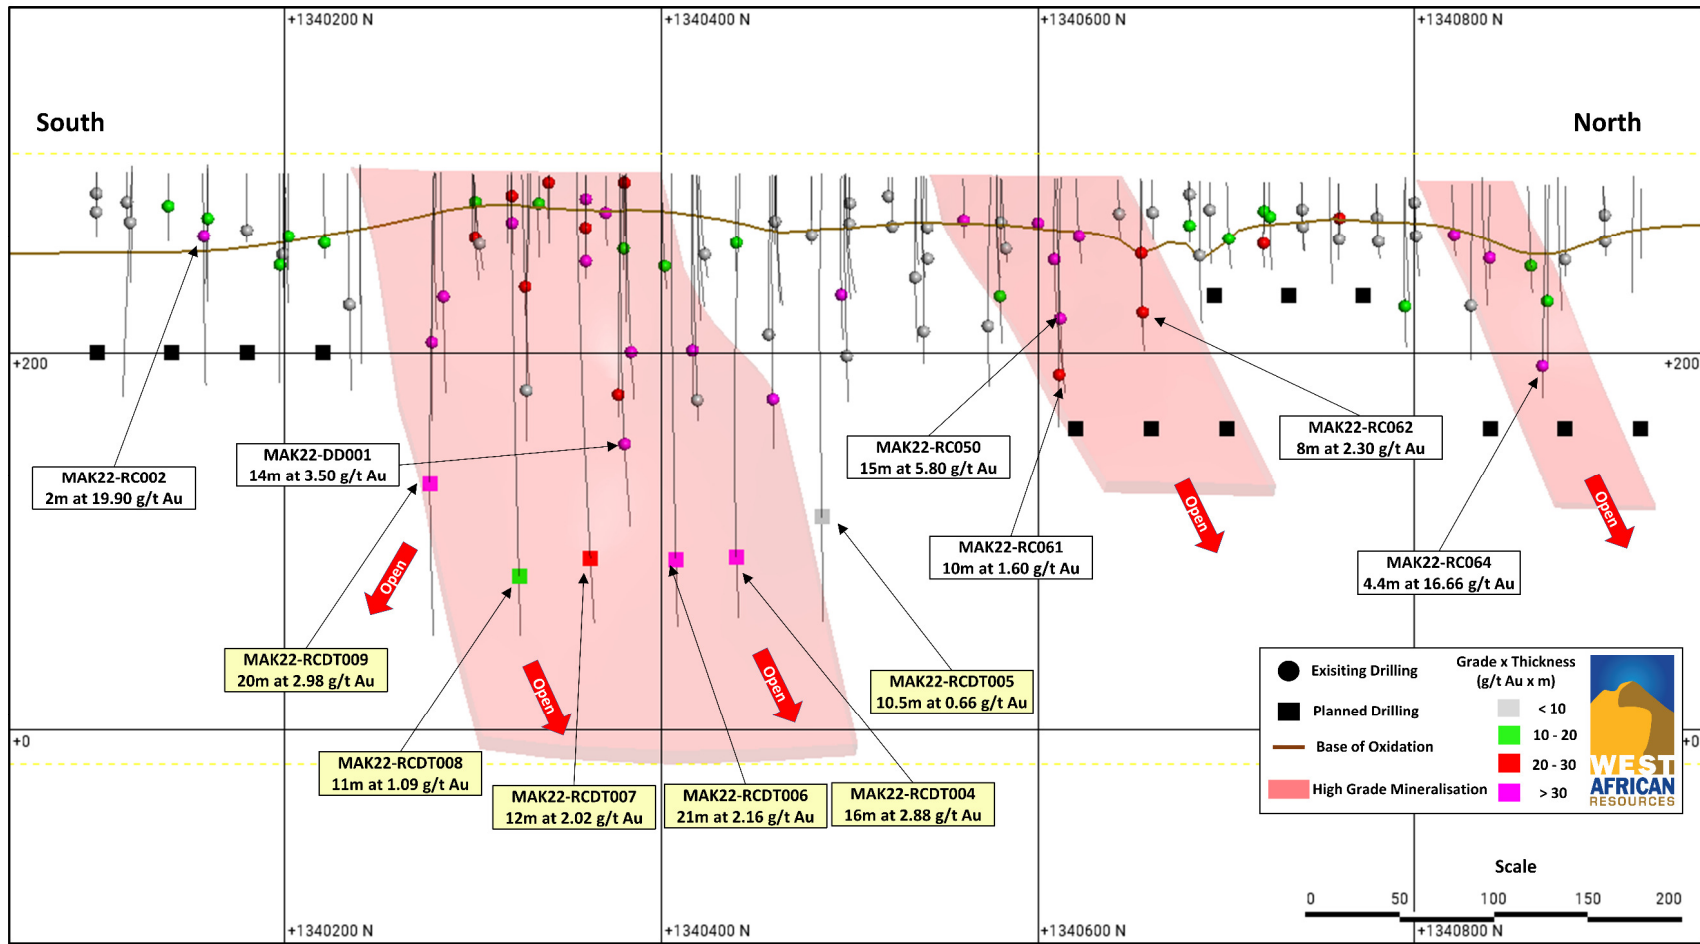 +1340200 N
+1340400 N
+1340600 N
+1340800 N
South
North
+200
+200
MAK22-RC002
2m at 19.90 g/t Au
MAK22-DD001
14m at 3.50 g/t Au
MAK22-RC050
15m at 5.80 g/t Au
MAK22-RC062
8m at 2.30 g/t Au
MAK22-RC061
10m at 1.60 g/t Au
MAK22-RC064
4.4m at 16.66 g/t Au
Open
Open
Open
Open
Open
MAK22-RCDT009
20m at 2.98 g/t Au
MAK22-RCDT005
10.5m at 0.66 g/t Au
MAK22-RCDT008
11m at 1.09 g/t Au
MAK22-RCDT007
12m at 2.02 g/t Au
MAK22-RCDT006
21m at 2.16 g/t Au
MAK22-RCDT004
16m at 2.88 g/t Au
+0
+0
Exisiting Drilling
Planned Drilling
Base of Oxidation
High Grade Mineralisation
Grade x Thickness
(g/t Au x m)
< 10
10 - 20
20 - 30
> 30
WEST
AFRICAN
RESOURCES
Scale
0 50 100 150 200
+1340200 N
+1340400 N
+1340600 N
+1340800 N